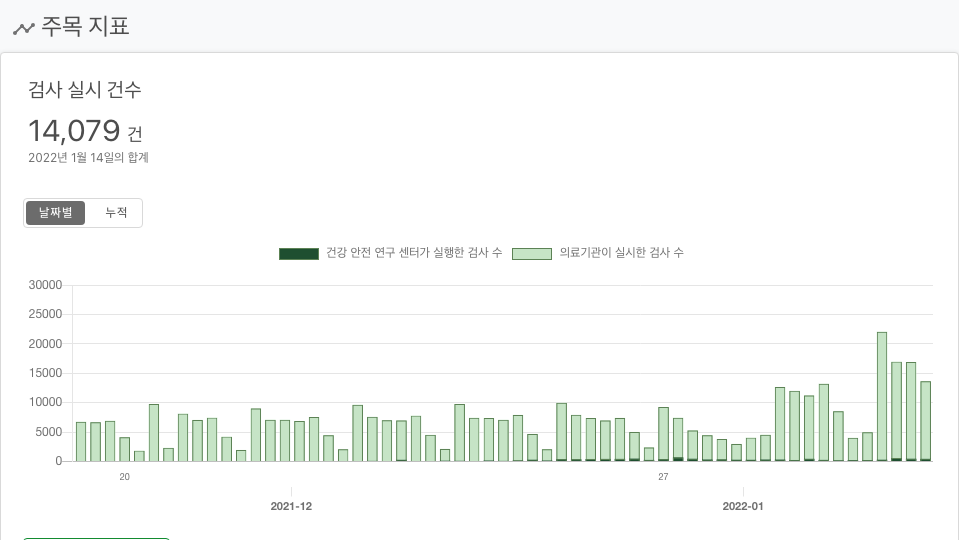 주목 지표
검사 실시 건수
14,079 건
2022년 1월 14일의 합계
날짜별 누적
건강 안전 연구 센터가 실행한 검사 수 의료기관이 실시한 검사 수
30000
25000
20000
15000
10000
5000
0
20 27
2021-12 2022-01